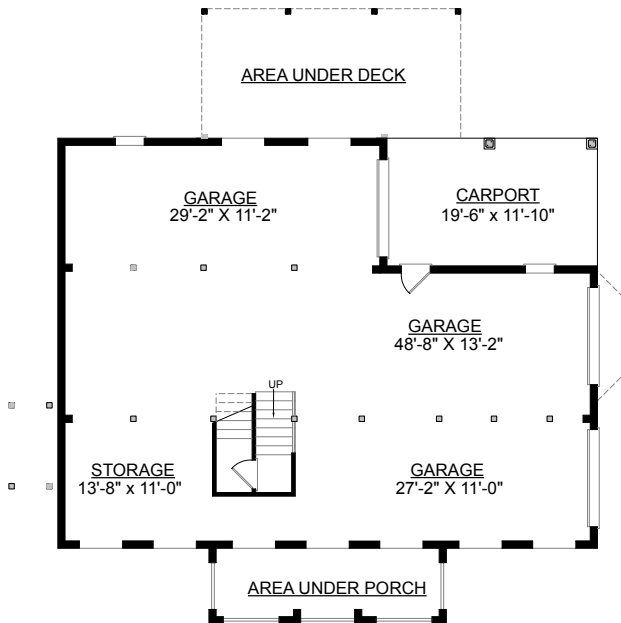 AREA UNDER DECK
GARAGE
29'-2" X 11'-2"
CARPORT
19'-6" x 11'-10"
GARAGE
48'-8" X 13'-2"
UP
STORAGE
13'-8" x 11'-0"
GARAGE
27'-2" X 11'-0"
AREA UNDER PORCH